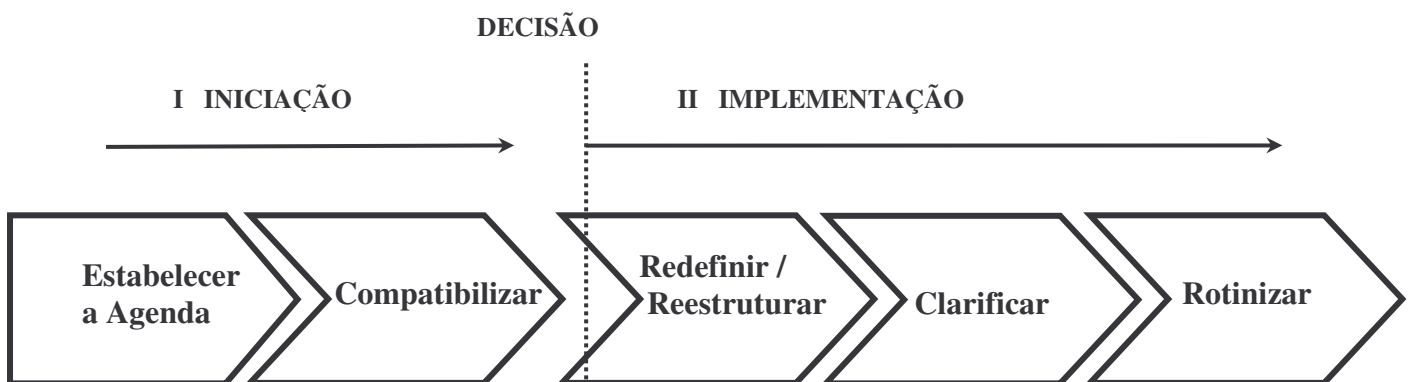 DECISÃO
I INICIAÇÃO
II IMPLEMENTAÇÃO
Estabelecer
a Agenda
Compatibilizar
Redefinir /
Reestruturar
Clarificar
Rotinizar